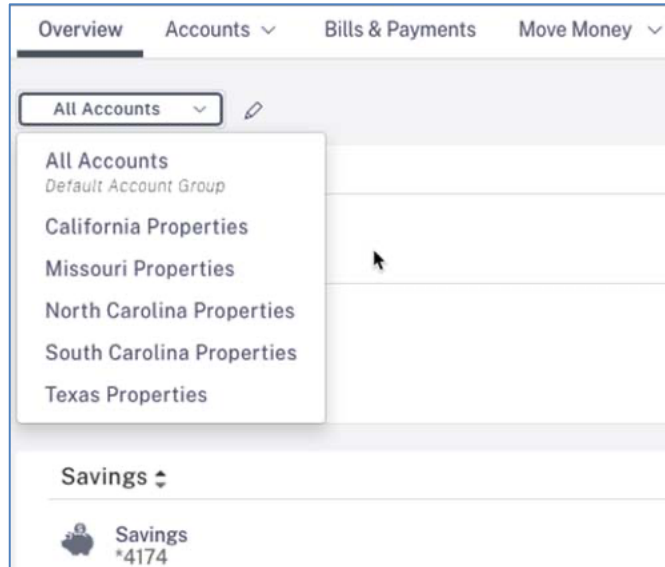 Overview Accounts Bills & Payments Move Money
All Accounts
All Accounts
Default Account Group
California Properties
Missouri Properties
North Carolina Properties
South Carolina Properties
Texas Properties
Savings
Savings
*4174